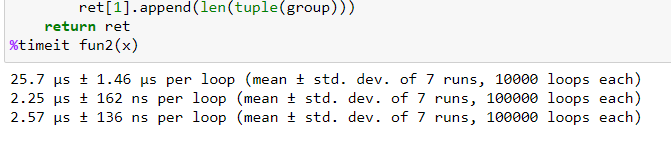 ret[1].append(len(tuple(group)))
    return ret
%timeit fun2(x)
25.7 µs ± 1.46 µs per loop (mean ± std. dev. of 7 runs, 10000 loops each)
2.25 µs ± 162 ns per loop (mean ± std. dev. of 7 runs, 100000 loops each)
2.57 µs ± 136 ns per loop (mean ± std. dev. of 7 runs, 100000 loops each)